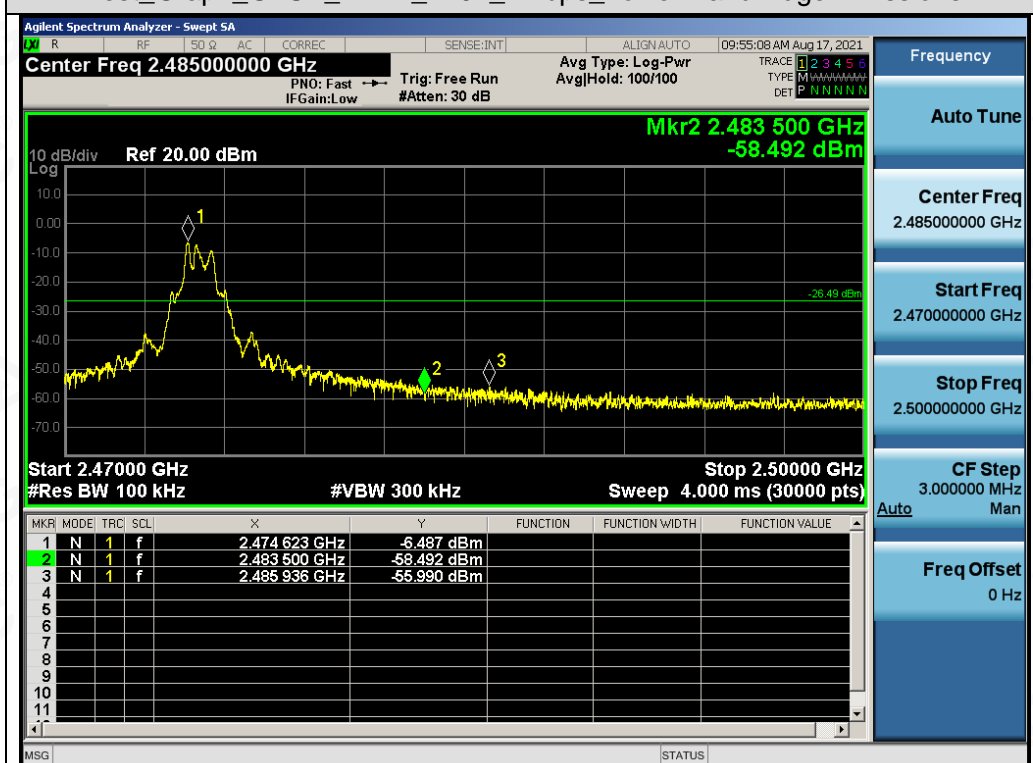 Agilent Spectrum Analyzer - Swept SA
LXI R RF 50 Ω AC CORREC SENSE:INT ALIGN AUTO 09:55:08 AM Aug 17, 2021
Center Freq 2.485000000 GHz
PNO: Fast
IFGain:Low
Trig: Free Run
#Atten: 30 dB
Avg Type: Log-Pwr
Avg|Hold: 100/100
TRACE 1 2 3 4 5 6
TYPE M WWWWW
DET P N N N N N
Mkr2 2.483 500 GHz
-58.492 dBm
10 dB/div Ref 20.00 dBm
Log
10.0
0.00
-10.0
-20.0
-30.0
-40.0
-50.0
-60.0
-70.0
1
2
3
-26.49 dBm
Start 2.47000 GHz Stop 2.50000 GHz
#Res BW 100 kHz #VBW 300 kHz Sweep 4.000 ms (30000 pts)
MKR MODE TRC SCL X Y FUNCTION FUNCTION WIDTH FUNCTION VALUE
1 N 1 f 2.474 623 GHz -6.487 dBm
2 N 1 f 2.483 500 GHz -58.492 dBm
3 N 1 f 2.485 936 GHz -55.990 dBm
4
5
6
7
8
9
10
11
MSG STATUS
Frequency
Auto Tune
Center Freq
2.485000000 GHz
Start Freq
2.470000000 GHz
Stop Freq
2.500000000 GHz
CF Step
3.000000 MHz
Auto Man
Freq Offset
0 Hz